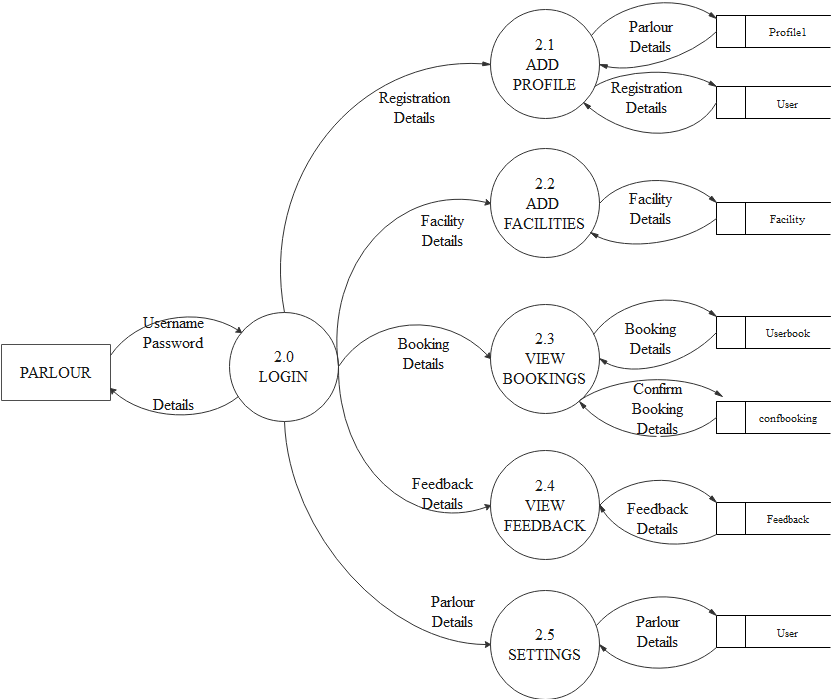 2.1
ADD
PROFILE
Parlour
Details
Profile1
Registration
Details
Registration
Details
User
2.2
ADD
FACILITIES
Facility
Details
Facility
Details
Facility
Username
Password
PARLOUR
Details
2.0
LOGIN
Booking
Details
2.3
VIEW
BOOKINGS
Booking
Details
Userbook
Confirm
Booking
Details
confbooking
Feedback
Details
2.4
VIEW
FEEDBACK
Feedback
Details
Feedback
Parlour
Details
2.5
SETTINGS
Parlour
Details
User